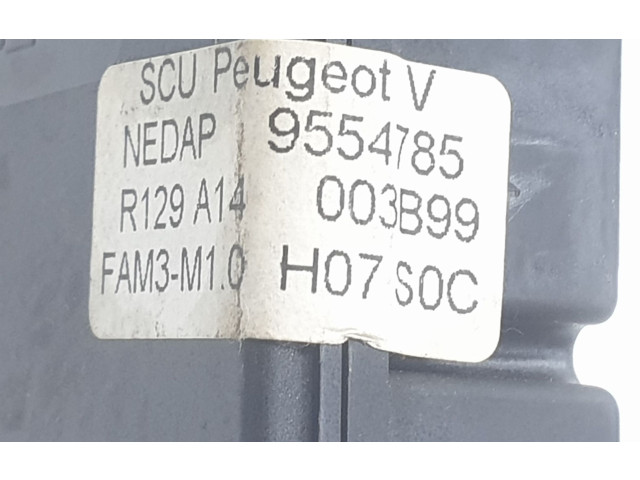 SCU Peugeot V
NEDAP 9554785
R129 A14 003B99
FAM3-M1.0 H07 S0C